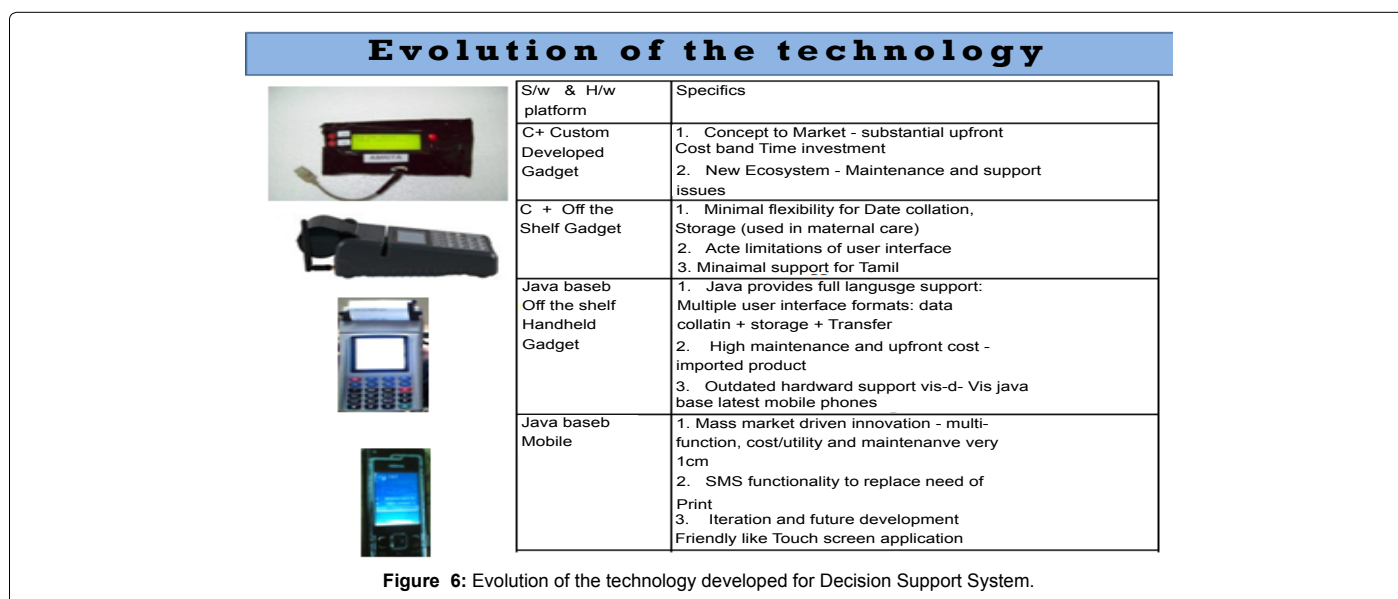 Evolution of the technology
S/w & H/w
platform
Specifics
C+ Custom
Developed
Gadget
1. Concept to Market - substantial upfront
Cost band Time investment
2. New Ecosystem - Maintenance and support
issues
C + Off the
Shelf Gadget
1. Minimal flexibility for Date collation,
Storage (used in maternal care)
2. Acte limitations of user interface
3. Minaimal support for Tamil
Java baseb
Off the shelf
Handheld
Gadget
1. Java provides full langusge support:
Multiple user interface formats: data
collatin + storage + Transfer
2. High maintenance and upfront cost -
imported product
3. Outdated hardward support vis-d- Vis java
base latest mobile phones
Java baseb
Mobile
1. Mass market driven innovation - multi-
function, cost/utility and maintenanve very
1cm
2. SMS functionality to replace need of
Print
3. Iteration and future development
Friendly like Touch screen application
Figure 6: Evolution of the technology developed for Decision Support System.